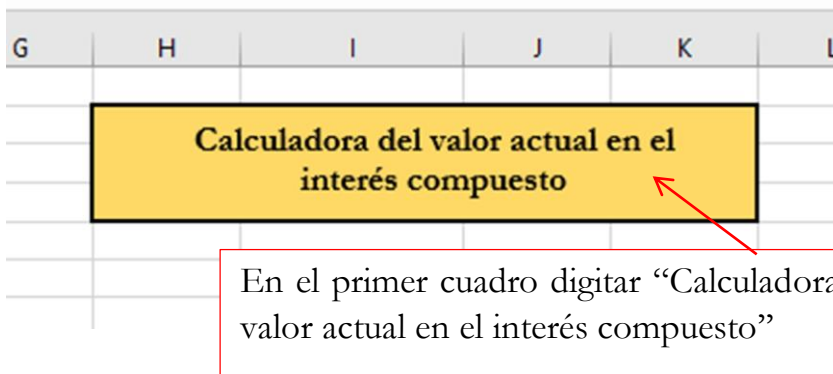 G H I J K L
Calculadora del valor actual en el
interés compuesto
En el primer cuadro digitar “Calculadora
valor actual en el interés compuesto”